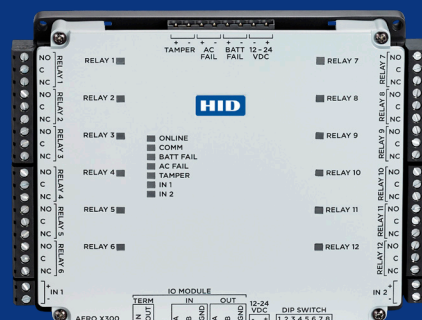 + - + - + - + -
TAMPER AC FAIL BATT FAIL 12-24 VDC
NO
C
NC
RELAY 1
NO
C
NC
RELAY 2
NO
C
NC
RELAY 3
NO
C
NC
RELAY 4
NO
C
NC
RELAY 5
NO
C
NC
RELAY 6
+
IN 1
-
RELAY 1
RELAY 2
RELAY 3
RELAY 4
RELAY 5
RELAY 6
HID
ONLINE
COMM
BATT FAIL
AC FAIL
TAMPER
IN 1
IN 2
RELAY 7
RELAY 8
RELAY 9
RELAY 10
RELAY 11
RELAY 12
RELAY 7
NO
C
NC
RELAY 8
NO
C
NC
RELAY 9
NO
C
NC
RELAY 10
NO
C
NC
RELAY 11
NO
C
NC
RELAY 12
NO
C
NC
IN 2
+
-
IO MODULE
TERM IN OUT 12-24 VDC
IN OUT A B GND A B GND - +
DIP SWITCH
1 2 3 4 5 6 7 8
AERO X300